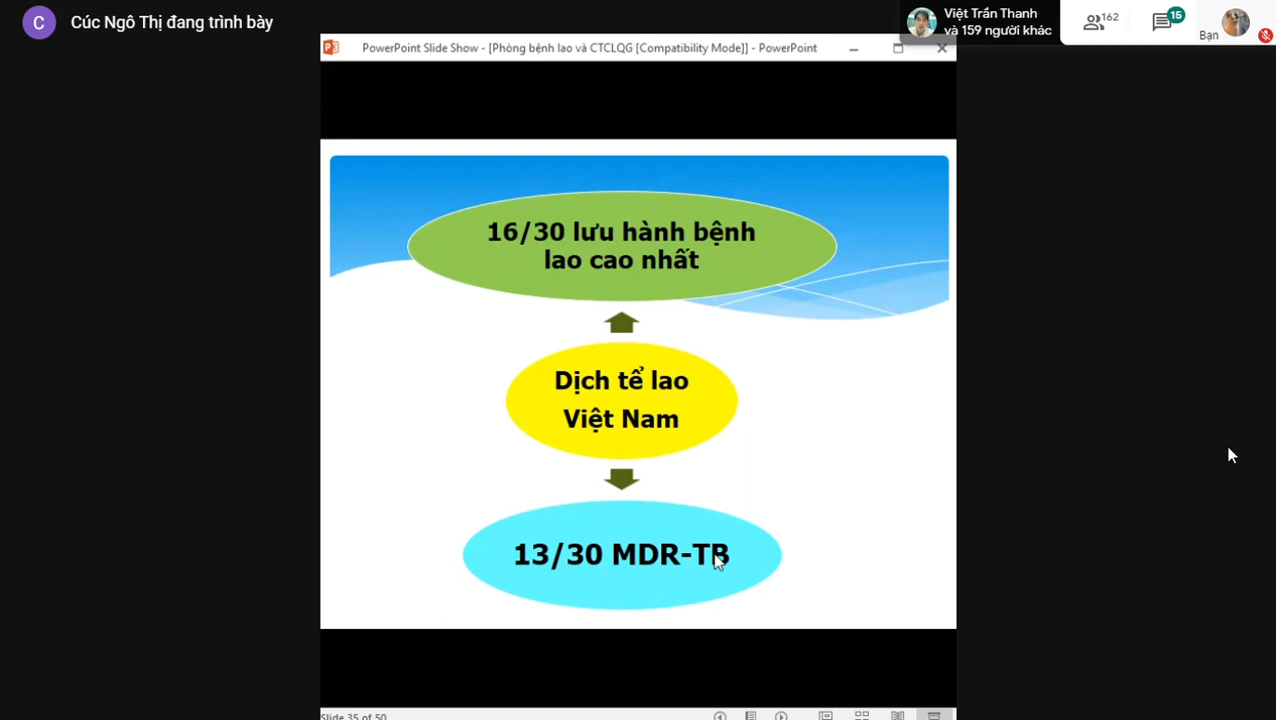 C
Cúc Ngô Thị đang trình bày
Việt Trần Thanh
và 159 người khác
162
15
Bạn
PowerPoint Slide Show - [Phòng bệnh lao và CTCLQG [Compatibility Mode]] - PowerPoint
16/30 lưu hành bệnh
lao cao nhất
Dịch tể lao
Việt Nam
13/30 MDR-TB
Slide 35 of 50